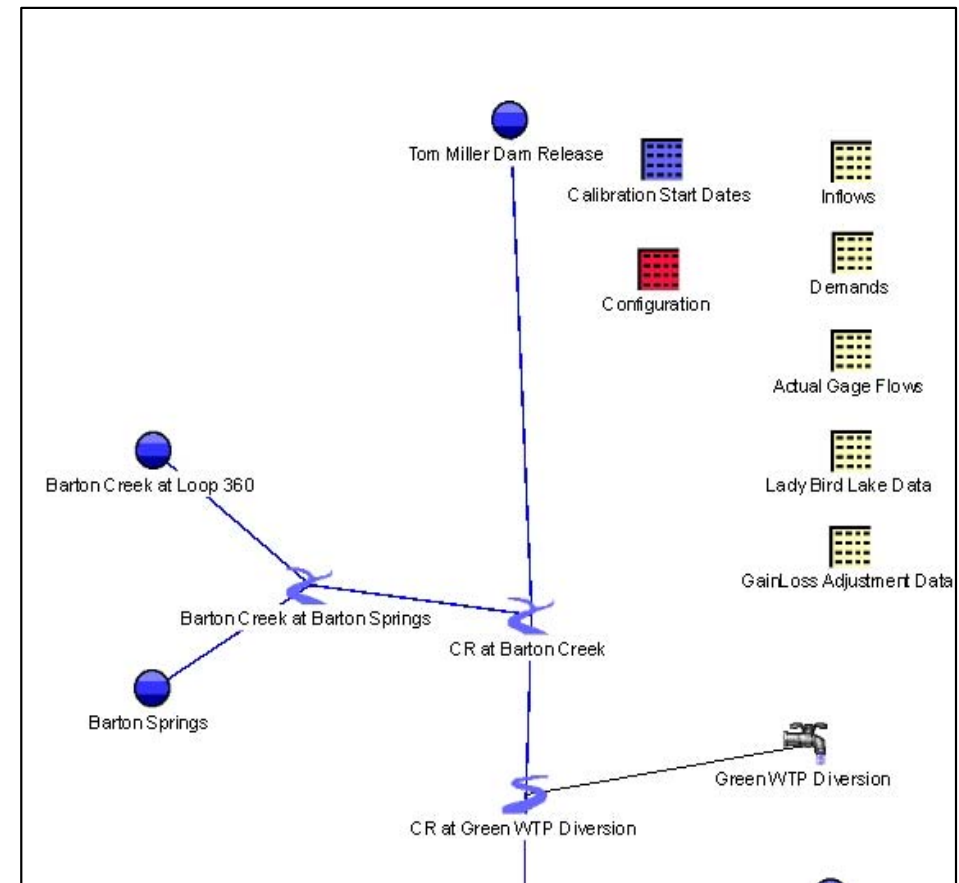 Tom Miller Dam Release
Calibration Start Dates
Inflows
Configuration
Demands
Actual Gage Flows
Barton Creek at Loop 360
Lady Bird Lake Data
GainLoss Adjustment Data
Barton Creek at Barton Springs
CR at Barton Creek
Barton Springs
Green WTP Diversion
CR at Green WTP Diversion